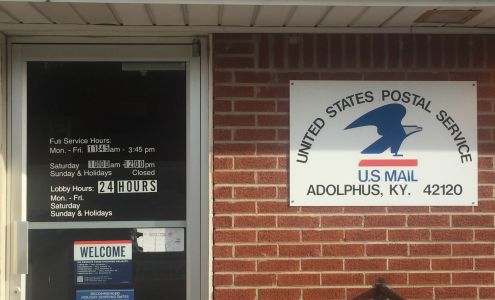 Full Service Hours:
Mon. - Fri. 11:45am - 3:45 pm
Saturday 10:00am - 12:00pm
Sunday & Holidays Closed
Lobby Hours: 24 HOURS
Mon. - Fri.
Saturday
Sunday & Holidays
WELCOME
UNITED STATES POSTAL SERVICE
U.S. MAIL
ADOLPHUS, KY. 42120